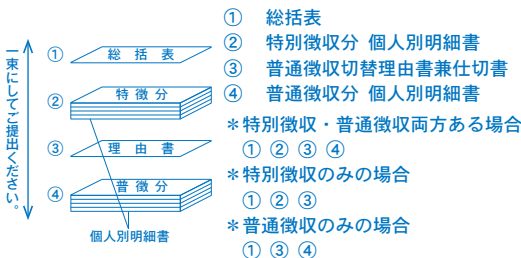 一束にしてご提出ください。
① 総括表
② 特徴分
③ 理由書
④ 普徴分
個人別明細書
① 総括表
② 特別徴収分 個人別明細書
③ 普通徴収切替理由書兼仕切書
④ 普通徴収分 個人別明細書
＊特別徴収・普通徴収両方ある場合
① ② ③ ④
＊特別徴収のみの場合
① ② ③
＊普通徴収のみの場合
① ③ ④